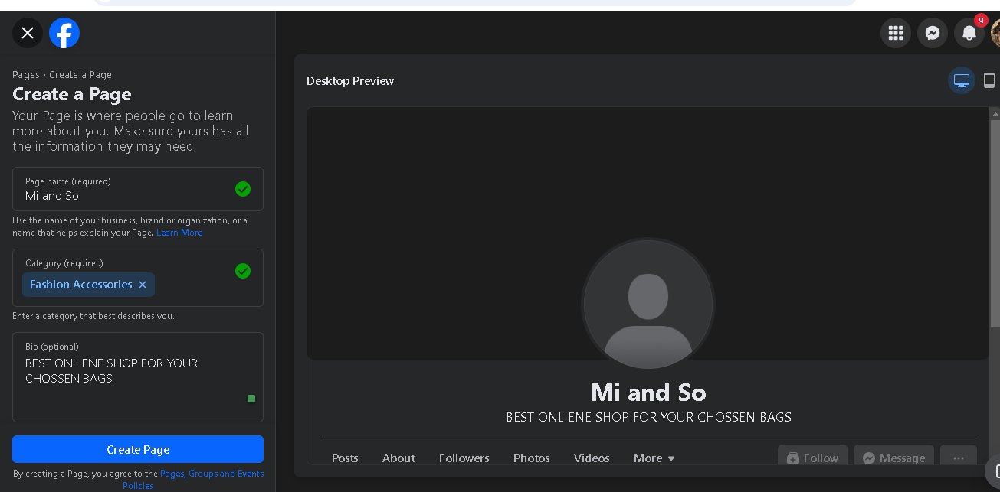 9
Pages › Create a Page
Create a Page
Your Page is where people go to learn
more about you. Make sure yours has all
the information they may need.
Page name (required)
Mi and So
Use the name of your business, brand or organization, or a
name that helps explain your Page. Learn More
Category (required)
Fashion Accessories
Enter a category that best describes you.
Bio (optional)
BEST ONLIENE SHOP FOR YOUR
CHOSSEN BAGS
Create Page
By creating a Page, you agree to the Pages, Groups and Events
Policies
Desktop Preview
Mi and So
BEST ONLIENE SHOP FOR YOUR CHOSSEN BAGS
Posts About Followers Photos Videos More Follow Message